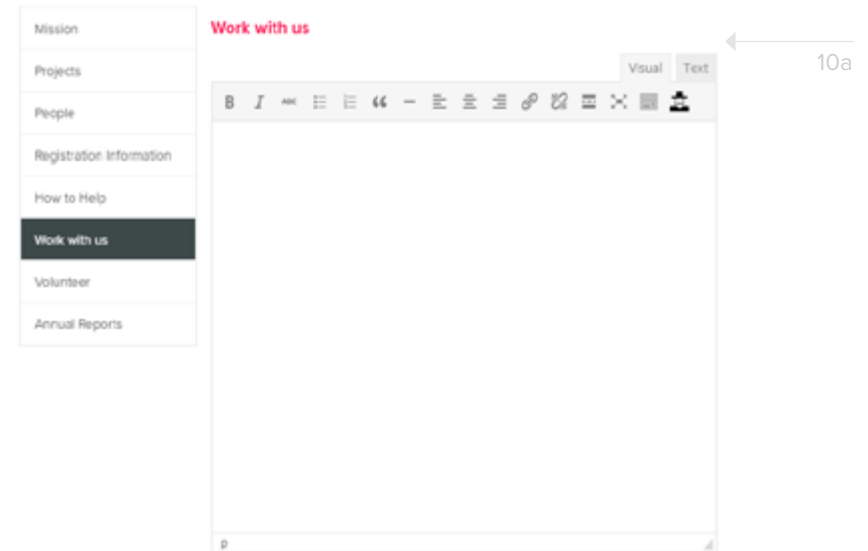 Mission
Projects
People
Registration Information
How to Help
Work with us
Volunteer
Annual Reports
Work with us
Visual Text
B I ABC
p
10a